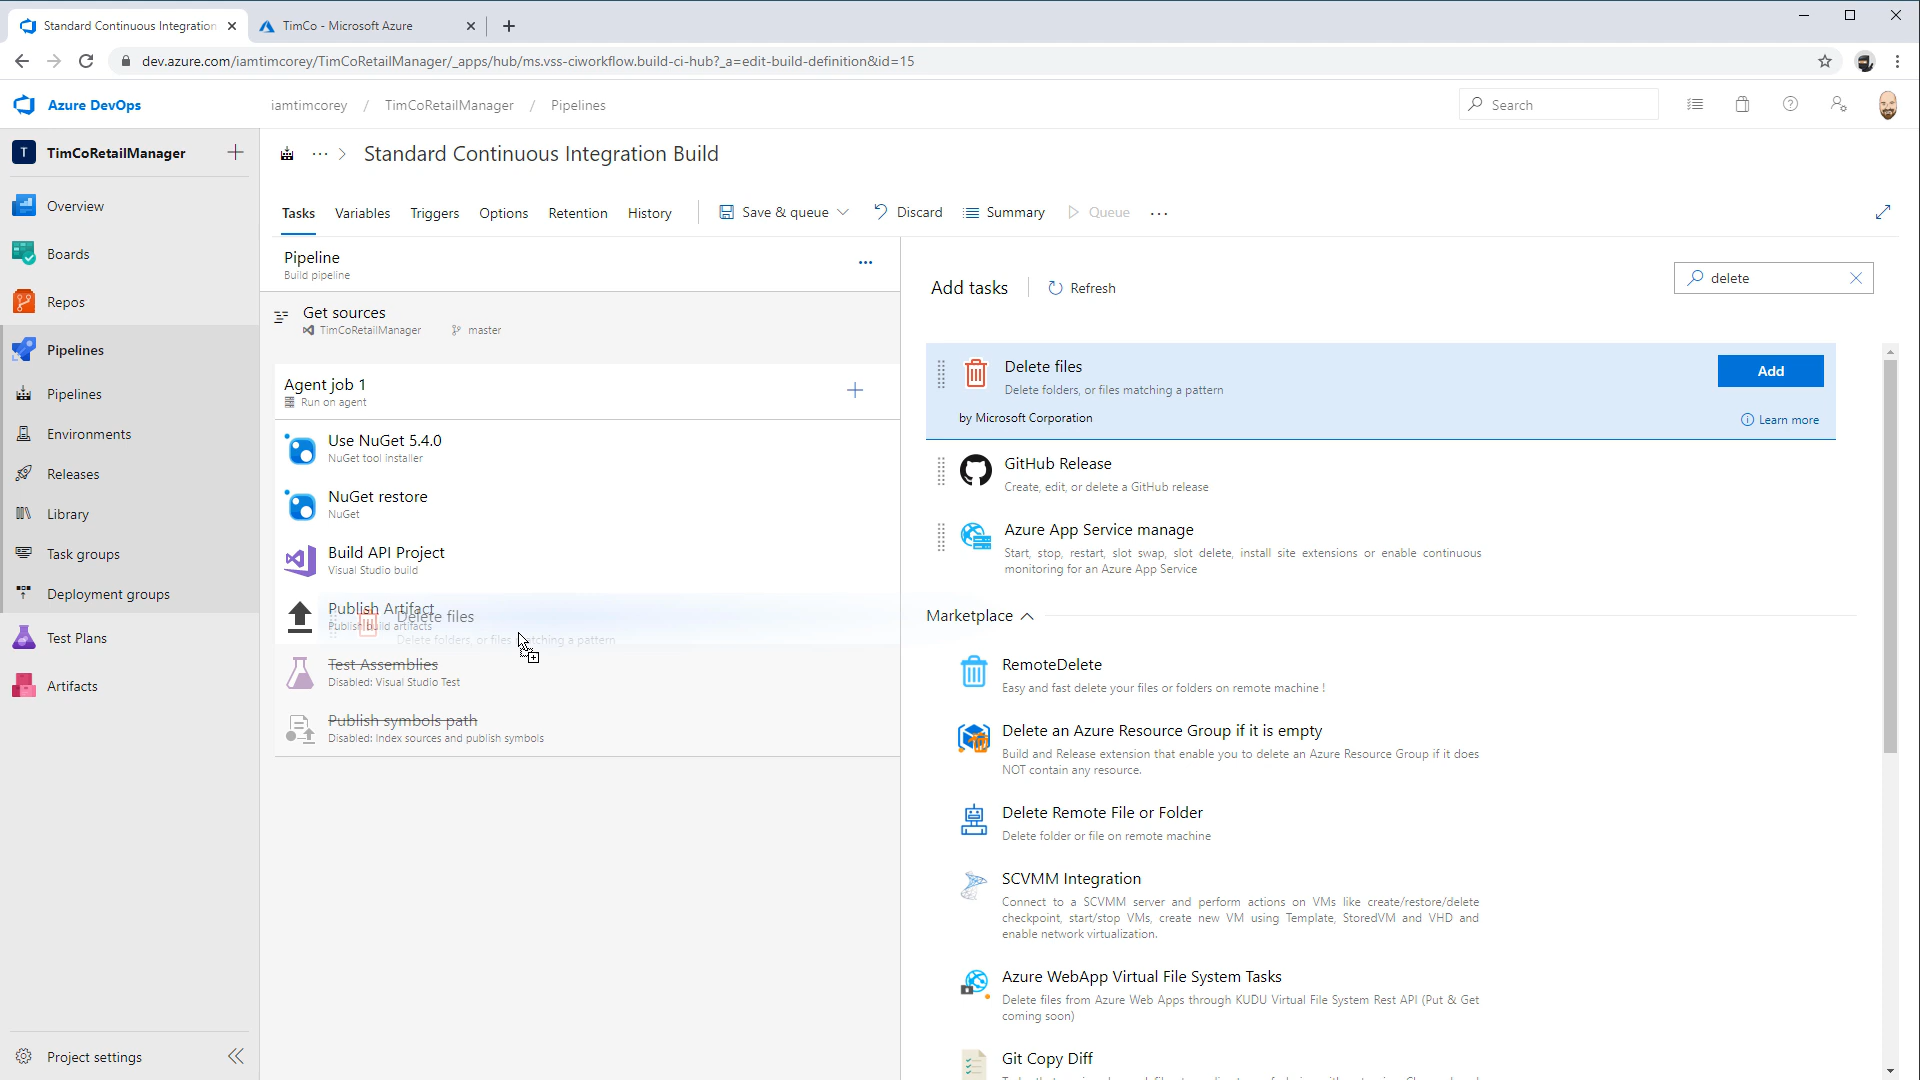 Standard Continuous Integration
TimCo - Microsoft Azure
dev.azure.com/iamtimcorey/TimCoRetailManager/_apps/hub/ms.vss-ciworkflow.build-ci-hub?_a=edit-build-definition&id=15
Azure DevOps
iamtimcorey / TimCoRetailManager / Pipelines
Search
T TimCoRetailManager
Overview
Boards
Repos
Pipelines
Pipelines
Environments
Releases
Library
Task groups
Deployment groups
Test Plans
Artifacts
Project settings
Standard Continuous Integration Build
Tasks Variables Triggers Options Retention History Save & queue Discard Summary Queue
Pipeline
Build pipeline
Get sources
TimCoRetailManager master
Agent job 1
Run on agent
Use NuGet 5.4.0
NuGet tool installer
NuGet restore
NuGet
Build API Project
Visual Studio build
Publish Artifact
Publish build artifacts
Delete files
Delete folders, or files matching a pattern
Test Assemblies
Disabled: Visual Studio Test
Publish symbols path
Disabled: Index sources and publish symbols
Add tasks Refresh
delete
Delete files
Delete folders, or files matching a pattern
by Microsoft Corporation
Add
Learn more
GitHub Release
Create, edit, or delete a GitHub release
Azure App Service manage
Start, stop, restart, slot swap, slot delete, install site extensions or enable continuous
monitoring for an Azure App Service
Marketplace
RemoteDelete
Easy and fast delete your files or folders on remote machine !
Delete an Azure Resource Group if it is empty
Build and Release extension that enable you to delete an Azure Resource Group if it does
NOT contain any resource.
Delete Remote File or Folder
Delete folder or file on remote machine
SCVMM Integration
Connect to a SCVMM server and perform actions on VMs like create/restore/delete
checkpoint, start/stop VMs, create new VM using Template, StoredVM and VHD and
enable network virtualization.
Azure WebApp Virtual File System Tasks
Delete files from Azure Web Apps through KUDU Virtual File System Rest API (Put & Get
coming soon)
Git Copy Diff